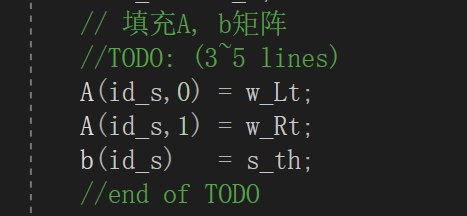 // 填充A, b矩阵
//TODO: (3~5 lines)
A(id_s,0) = w_Lt;
A(id_s,1) = w_Rt;
b(id_s)   = s_th;
//end of TODO